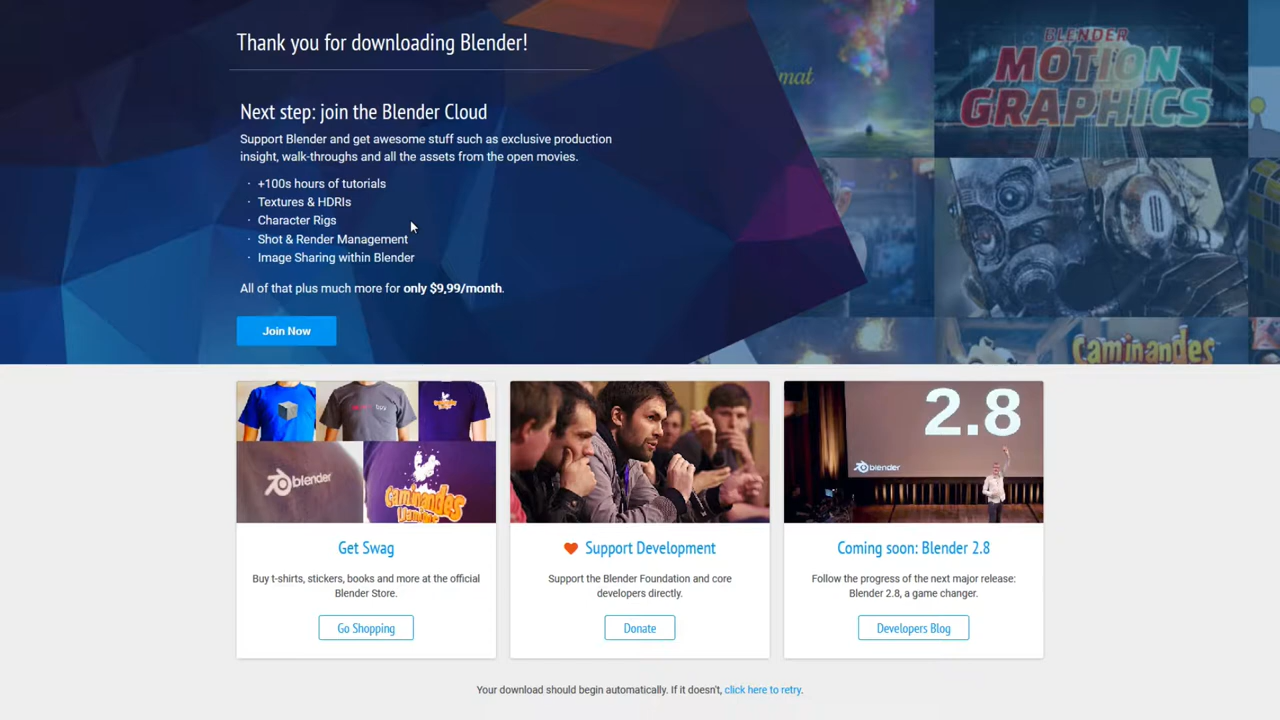 Thank you for downloading Blender!
Next step: join the Blender Cloud
Support Blender and get awesome stuff such as exclusive production
insight, walk-throughs and all the assets from the open movies.
· +100s hours of tutorials
· Textures & HDRIs
· Character Rigs
· Shot & Render Management
· Image Sharing within Blender
All of that plus much more for only $9,99/month.
Join Now
mat
BLENDER
MOTION
GRAPHICS
Caminandes
buy
blender
Caminandes
2.8
blender
Get Swag
Buy t-shirts, stickers, books and more at the official
Blender Store.
Go Shopping
Support Development
Support the Blender Foundation and core
developers directly.
Donate
Coming soon: Blender 2.8
Follow the progress of the next major release:
Blender 2.8, a game changer.
Developers Blog
Your download should begin automatically. If it doesn't, click here to retry.